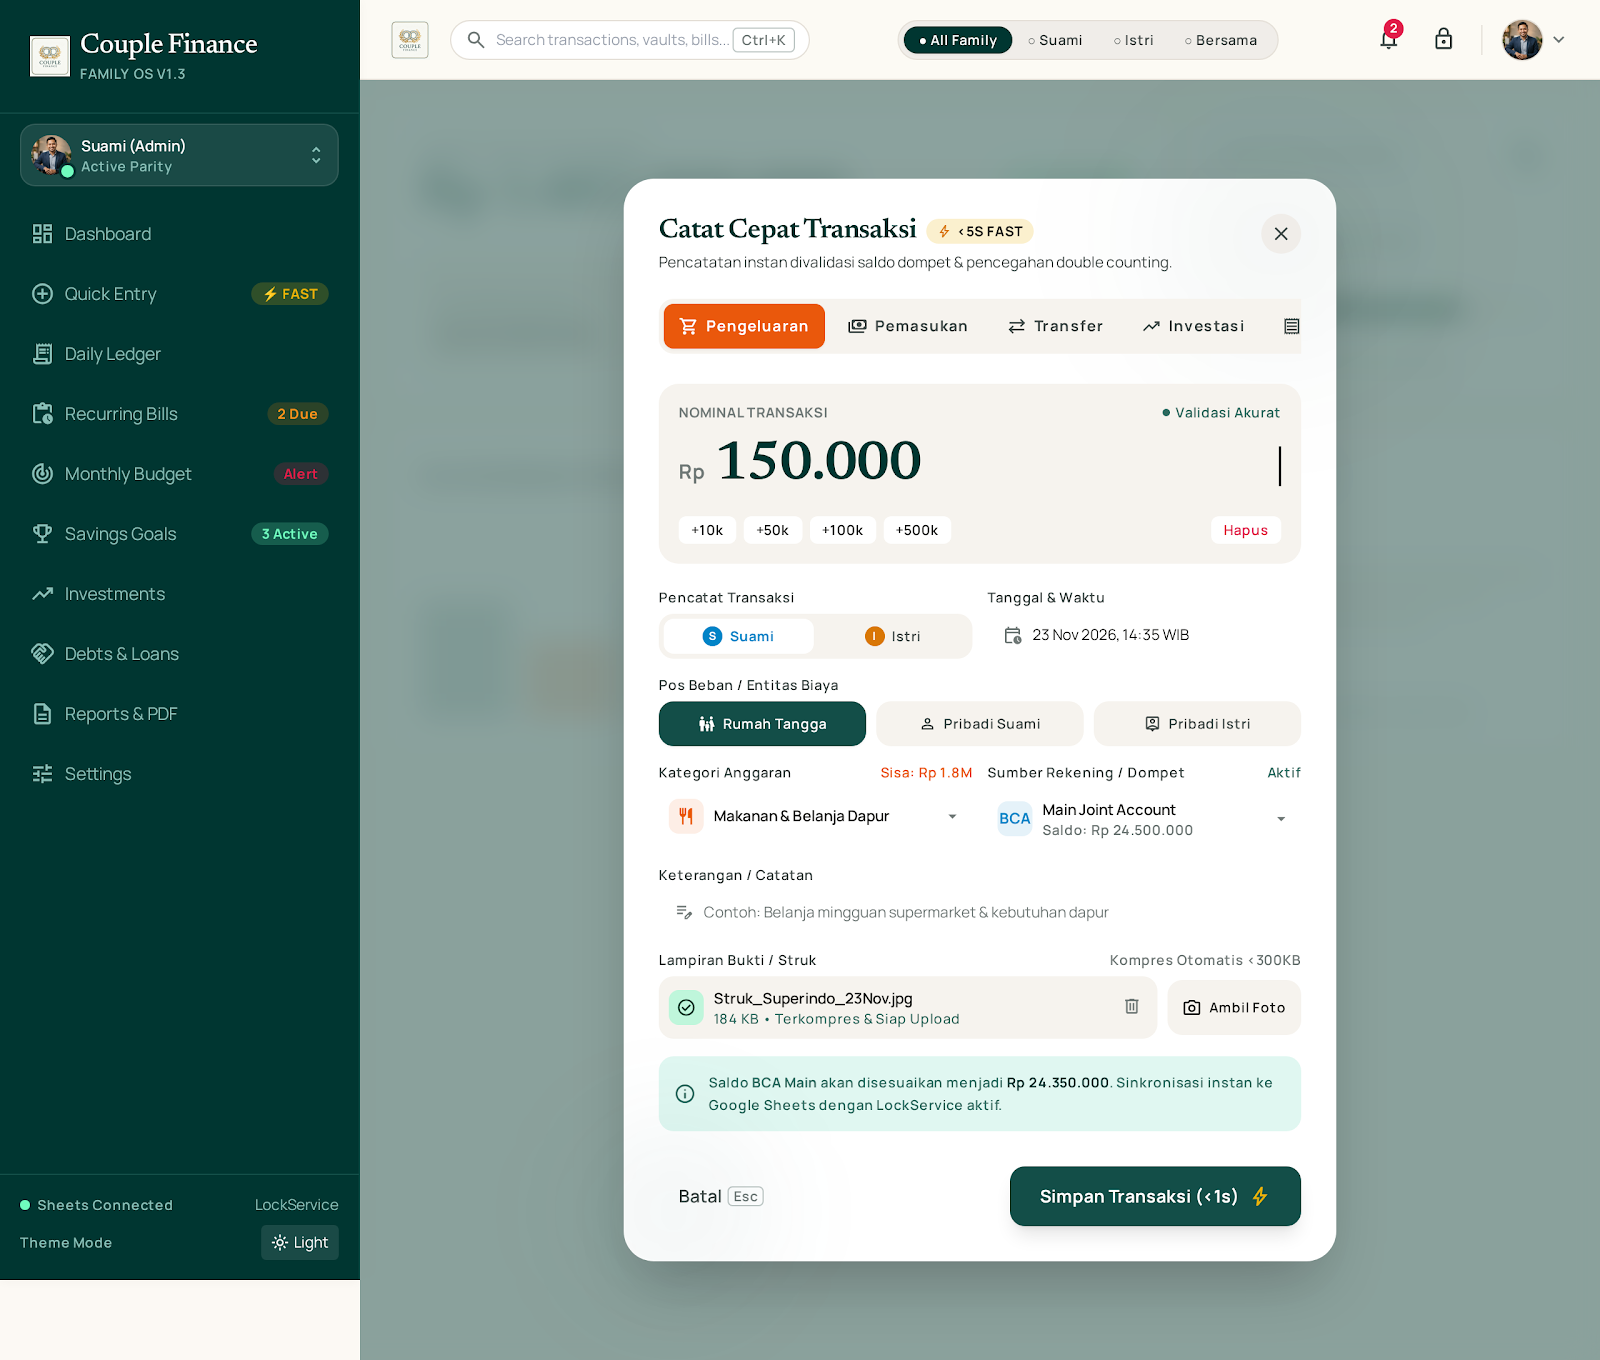 Couple Finance
FAMILY OS V1.3
Suami (Admin)
Active Parity
Dashboard
Quick Entry
⚡ FAST
Daily Ledger
Recurring Bills
2 Due
Monthly Budget
Alert
Savings Goals
3 Active
Investments
Debts & Loans
Reports & PDF
Settings
Sheets Connected
LockService
Theme Mode
Light
COUPLE
Search transactions, vaults, bills...
Ctrl+K
● All Family
○ Suami
○ Istri
○ Bersama
2
Catat Cepat Transaksi
<5S FAST
Pencatatan instan divalidasi saldo dompet & pencegahan double counting.
Pengeluaran
Pemasukan
Transfer
Investasi
NOMINAL TRANSAKSI
● Validasi Akurat
Rp 150.000
+10k
+50k
+100k
+500k
Hapus
Pencatat Transaksi
Tanggal & Waktu
S Suami
I Istri
23 Nov 2026, 14:35 WIB
Pos Beban / Entitas Biaya
Rumah Tangga
Pribadi Suami
Pribadi Istri
Kategori Anggaran
Sisa: Rp 1.8M
Sumber Rekening / Dompet
Aktif
Makanan & Belanja Dapur
BCA
Main Joint Account
Saldo: Rp 24.500.000
Keterangan / Catatan
Contoh: Belanja mingguan supermarket & kebutuhan dapur
Lampiran Bukti / Struk
Kompres Otomatis <300KB
Struk_Superindo_23Nov.jpg
184 KB • Terkompres & Siap Upload
Ambil Foto
Saldo BCA Main akan disesuaikan menjadi Rp 24.350.000. Sinkronisasi instan ke
Google Sheets dengan LockService aktif.
Batal
Esc
Simpan Transaksi (<1s)